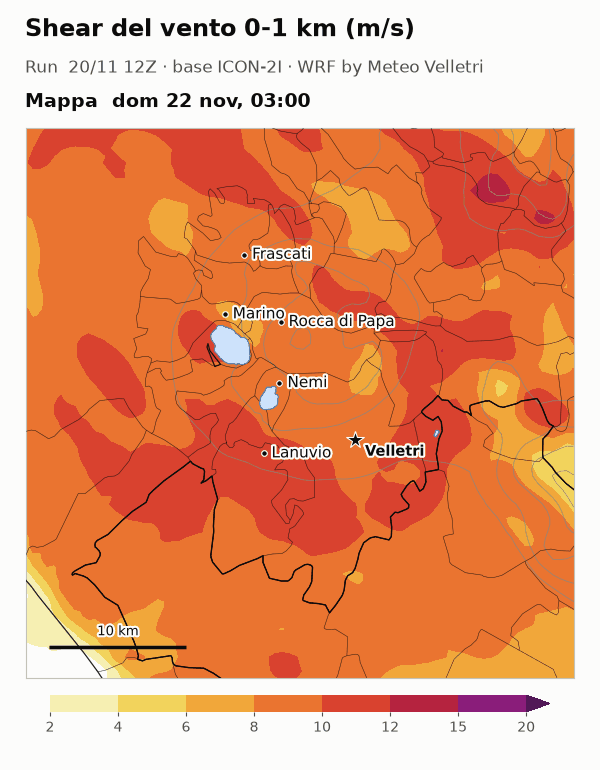 Shear del vento 0-1 km (m/s)
Run  20/11 12Z · base ICON-2I · WRF by Meteo Velletri
Mappa  dom 22 nov, 03:00
Frascati
Marino
Rocca di Papa
Nemi
Velletri
Lanuvio
10 km
2 4 6 8 10 12 15 20